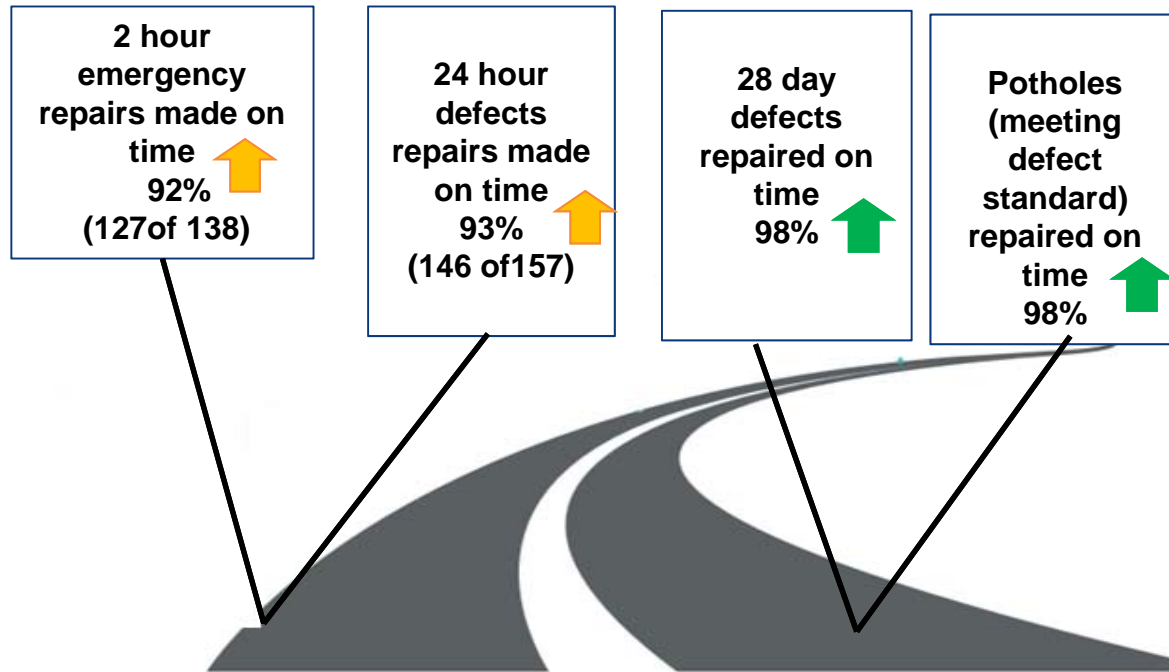 2 hour
emergency
repairs made on
time
92%
(127of 138)
24 hour
defects
repairs made
on time
93%
(146 of157)
28 day
defects
repaired on
time
98%
Potholes
(meeting
defect
standard)
repaired on
time
98%